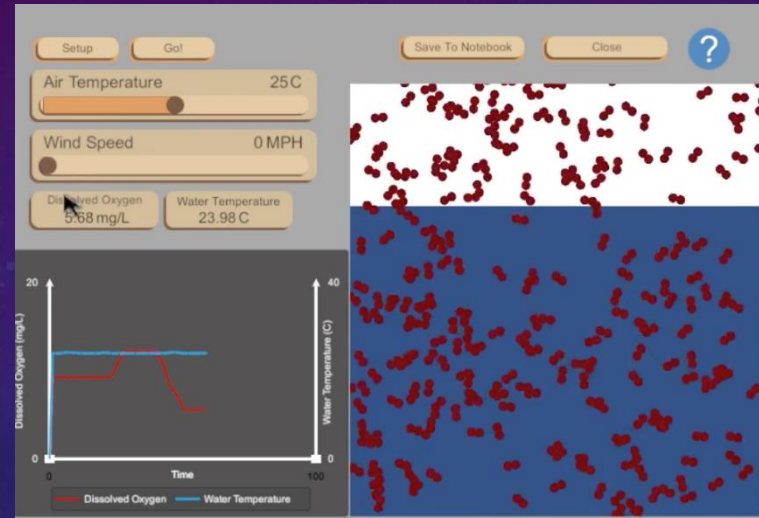 Setup Go! Save To Notebook Close ?
Air Temperature 25 C
Wind Speed 0 MPH
Dissolved Oxygen Water Temperature
5.68 mg/L 23.98 C
20 40
Dissolved Oxygen (mg/L)
Water Temperature (C)
0 0
0 Time 100
Dissolved Oxygen Water Temperature